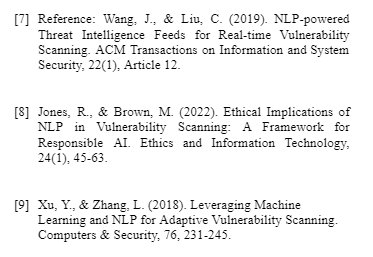 [7] Reference: Wang, J., & Liu, C. (2019). NLP-powered
Threat Intelligence Feeds for Real-time Vulnerability
Scanning. ACM Transactions on Information and System
Security, 22(1), Article 12.
[8] Jones, R., & Brown, M. (2022). Ethical Implications of
NLP in Vulnerability Scanning: A Framework for
Responsible AI. Ethics and Information Technology,
24(1), 45-63.
[9] Xu, Y., & Zhang, L. (2018). Leveraging Machine
Learning and NLP for Adaptive Vulnerability Scanning.
Computers & Security, 76, 231-245.